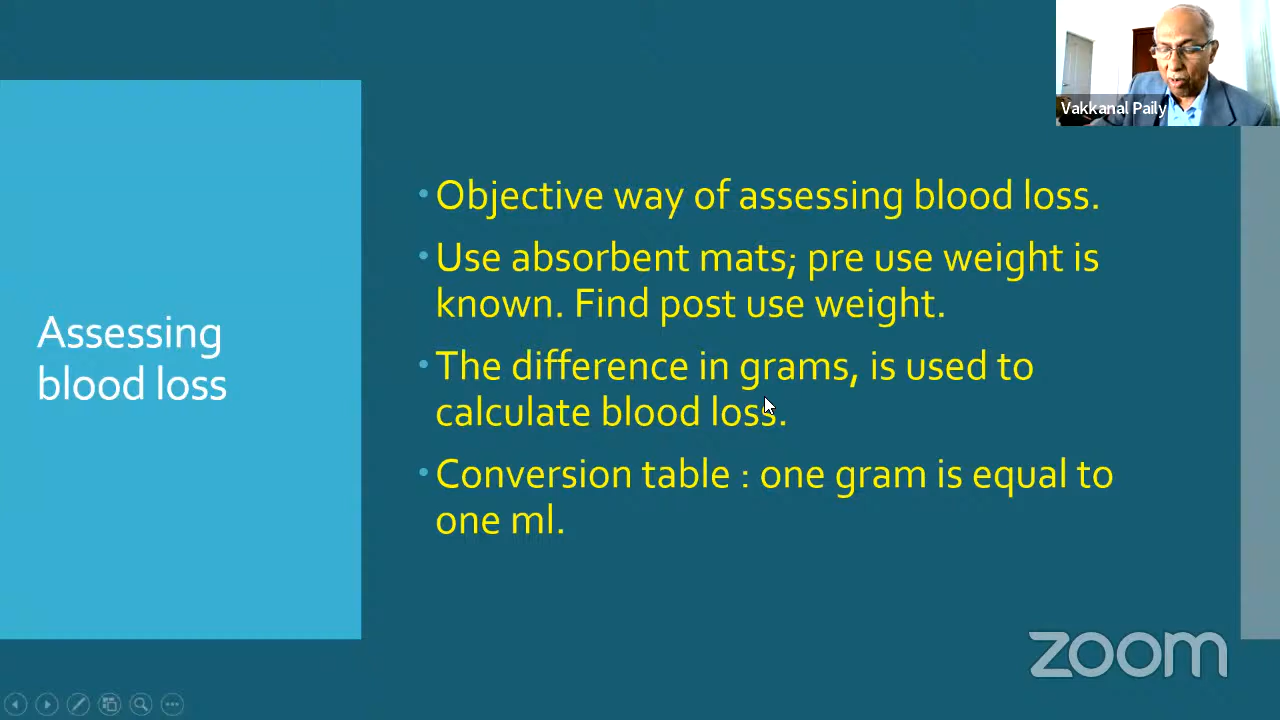 Vakkanal Paily
Assessing
blood loss
•Objective way of assessing blood loss.
•Use absorbent mats; pre use weight is
known. Find post use weight.
•The difference in grams, is used to
calculate blood loss.
•Conversion table : one gram is equal to
one ml.
zoom